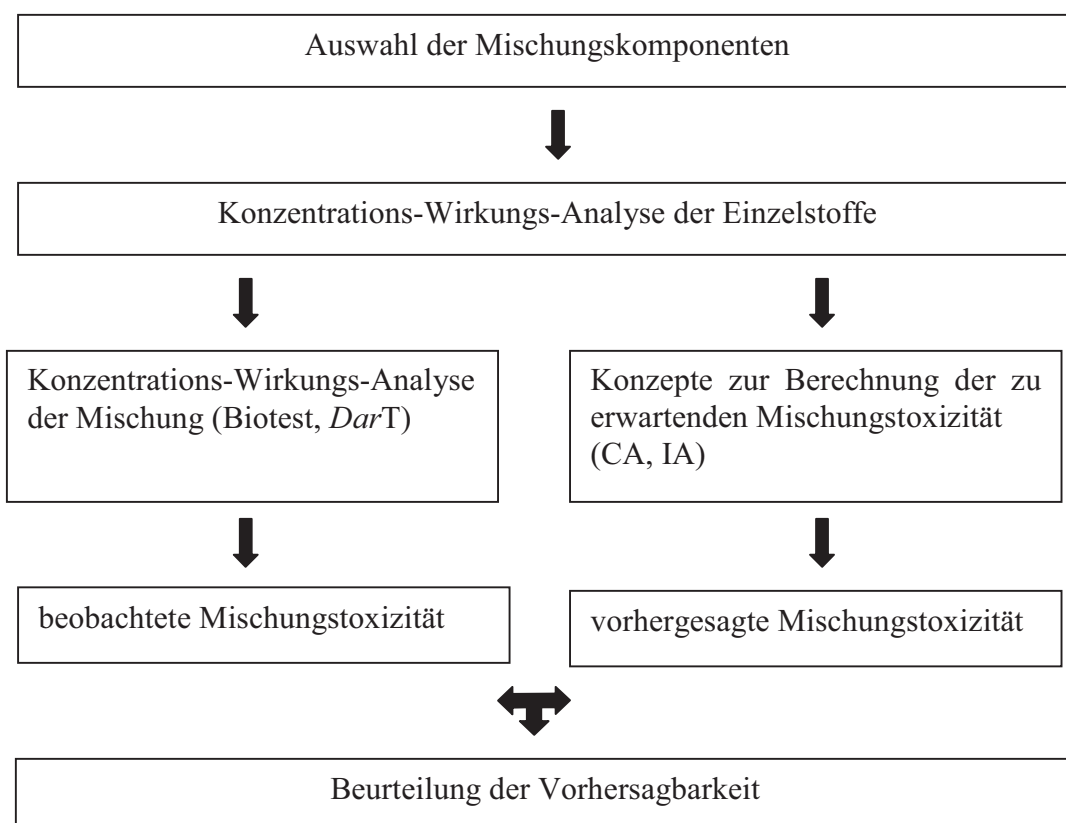 Auswahl der Mischungskomponenten
Konzentrations-Wirkungs-Analyse der Einzelstoffe
Konzentrations-Wirkungs-Analyse
der Mischung (Biotest, DarT)
Konzepte zur Berechnung der zu
erwartenden Mischungstoxizität
(CA, IA)
beobachtete Mischungstoxizität
vorhergesagte Mischungstoxizität
Beurteilung der Vorhersagbarkeit